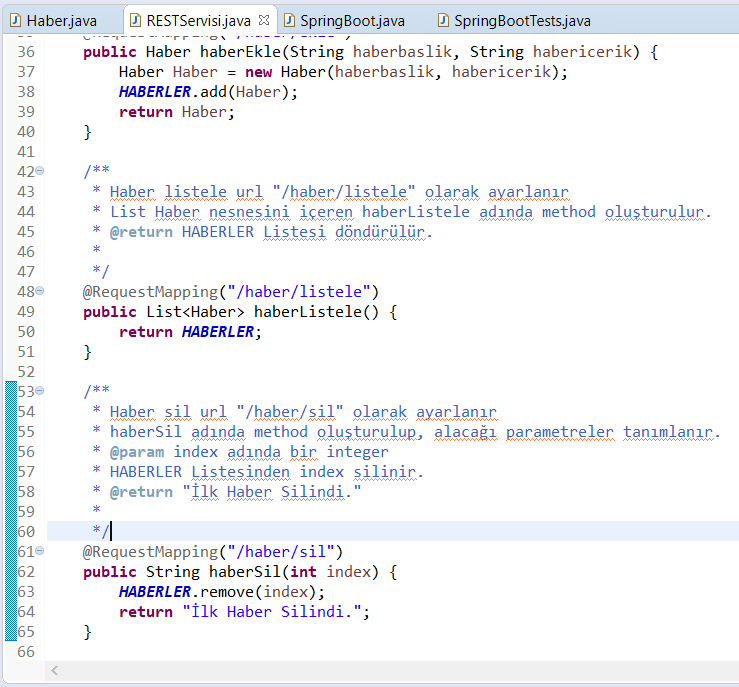 Haber.java RESTServisi.java SpringBoot.java SpringBootTests.java
36 public Haber haberEkle(String haberbaslik, String habericerik) {
37 Haber Haber = new Haber(haberbaslik, habericerik);
38 HABERLER.add(Haber);
39 return Haber;
40 }
41
42 /**
43 * Haber listele url "/haber/listele" olarak ayarlanır
44 * List Haber nesnesini içeren haberListele adında method oluşturulur.
45 * @return HABERLER Listesi döndürülür.
46 *
47 */
48 @RequestMapping("/haber/listele")
49 public List<Haber> haberListele() {
50 return HABERLER;
51 }
52
53 /**
54 * Haber sil url "/haber/sil" olarak ayarlanır
55 * haberSil adında method oluşturulup, alacağı parametreler tanımlanır.
56 * @param index adında bir integer
57 * HABERLER Listesinden index silinir.
58 * @return "İlk Haber Silindi."
59 *
60 */
61 @RequestMapping("/haber/sil")
62 public String haberSil(int index) {
63 HABERLER.remove(index);
64 return "İlk Haber Silindi.";
65 }
66